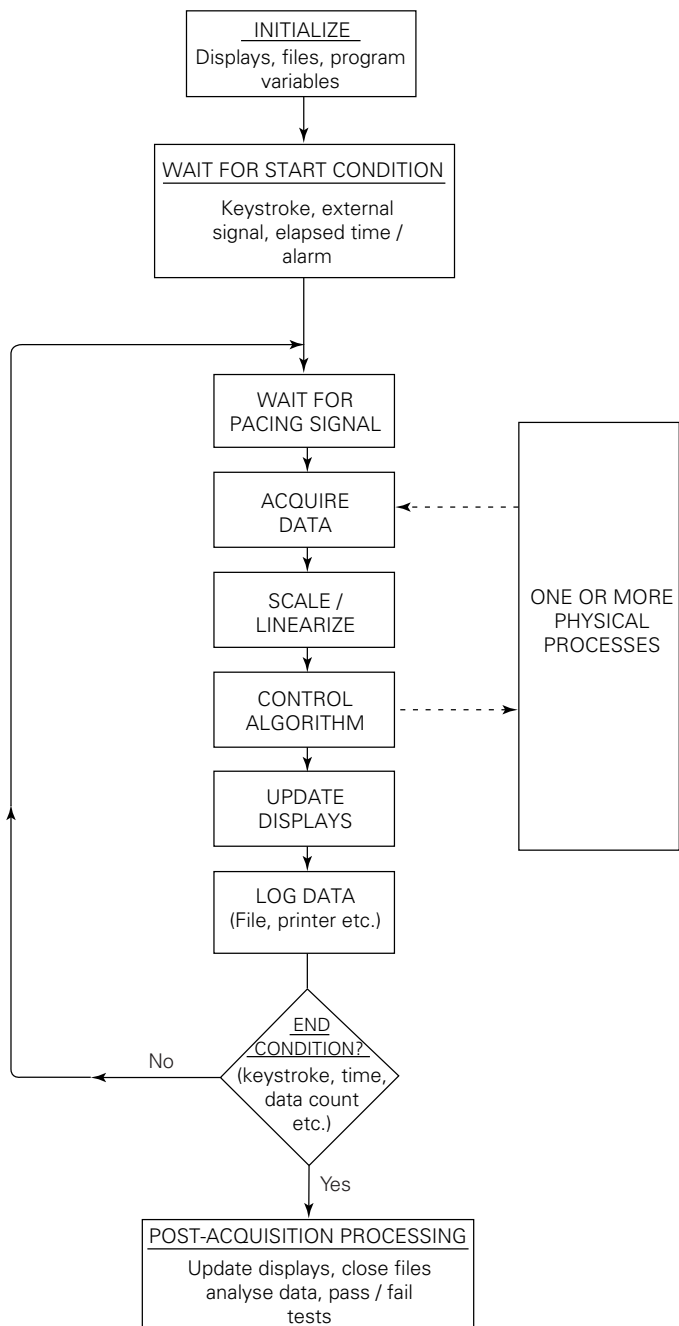 INITIALIZE
Displays, files, program
variables
WAIT FOR START CONDITION
Keystroke, external
signal, elapsed time /
alarm
WAIT FOR
PACING SIGNAL
ACQUIRE
DATA
SCALE /
LINEARIZE
CONTROL
ALGORITHM
UPDATE
DISPLAYS
LOG DATA
(File, printer etc.)
ONE OR MORE
PHYSICAL
PROCESSES
END
CONDITION?
(keystroke, time,
data count
etc.)
No
Yes
POST-ACQUISITION PROCESSING
Update displays, close files
analyse data, pass / fail
tests